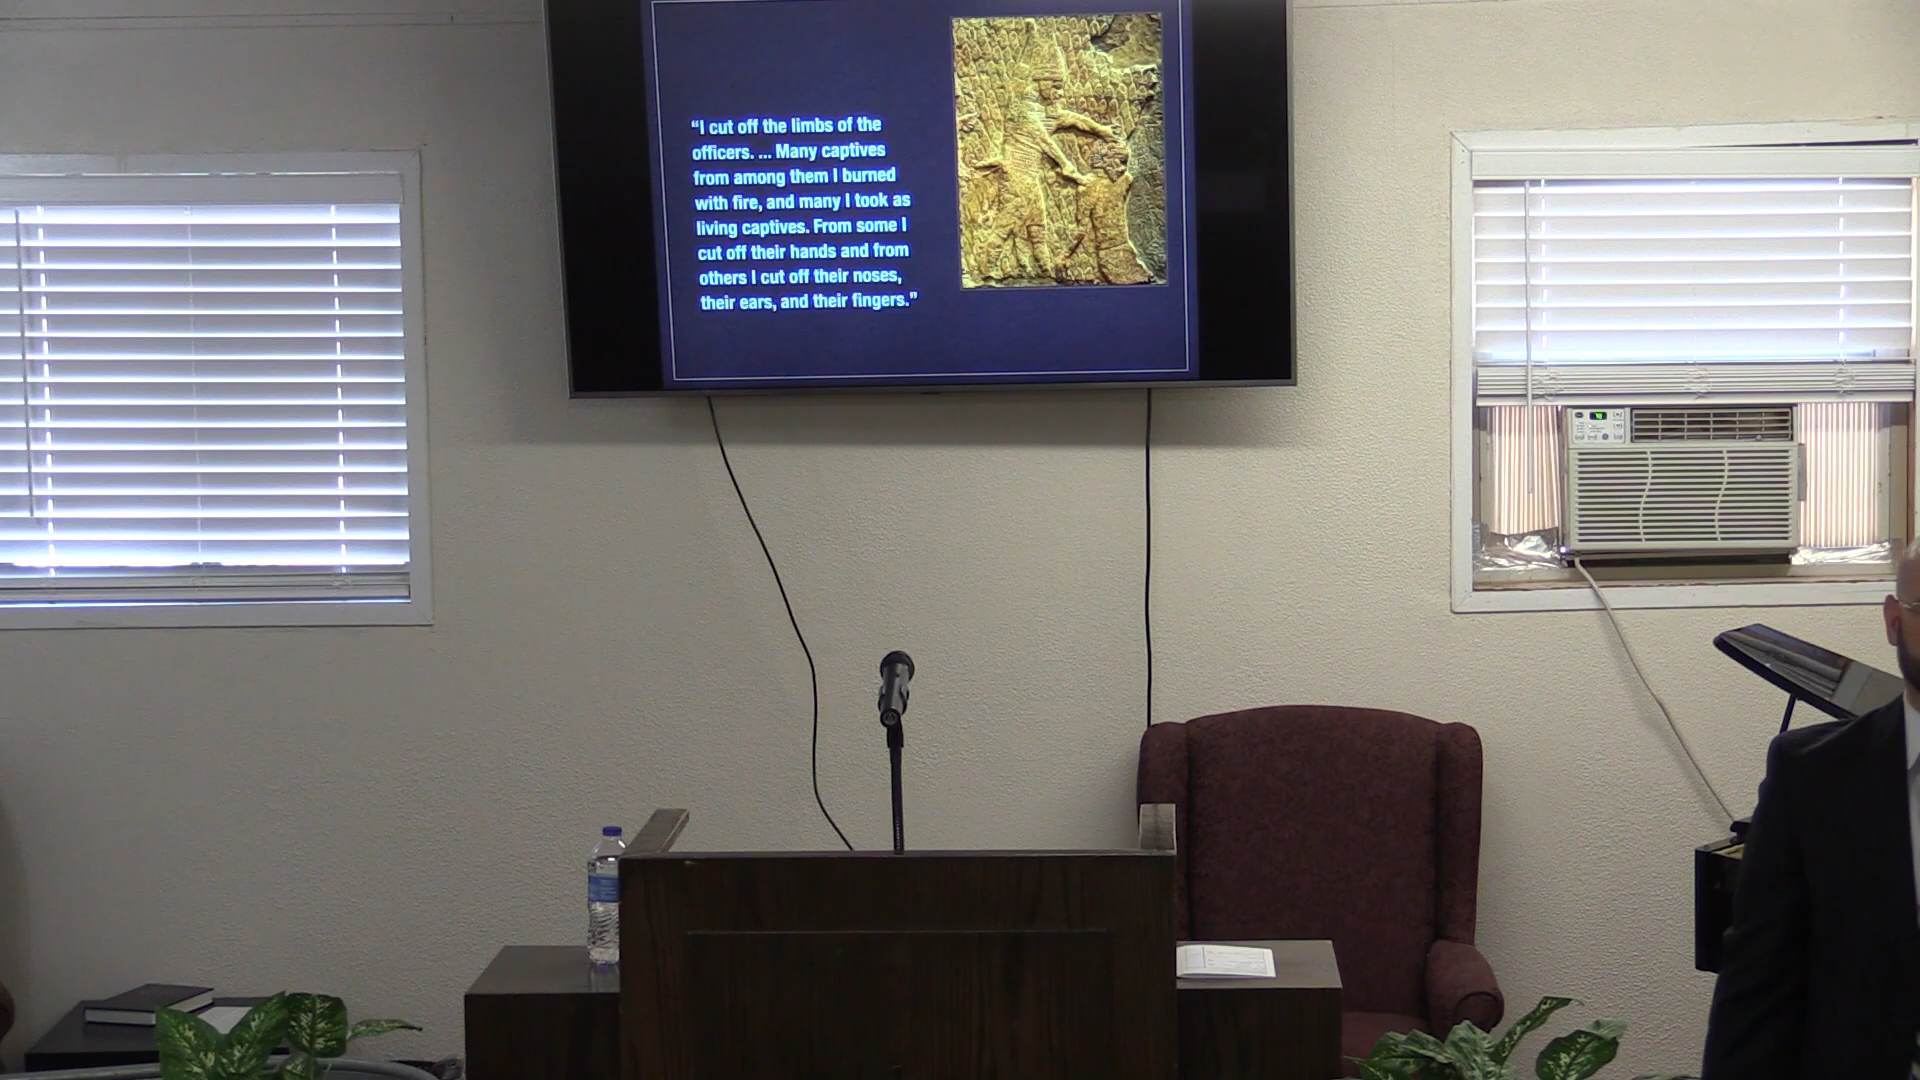 “I cut off the limbs of the
officers. ... Many captives
from among them I burned
with fire, and many I took as
living captives. From some I
cut off their hands and from
others I cut off their noses,
their ears, and their fingers.”